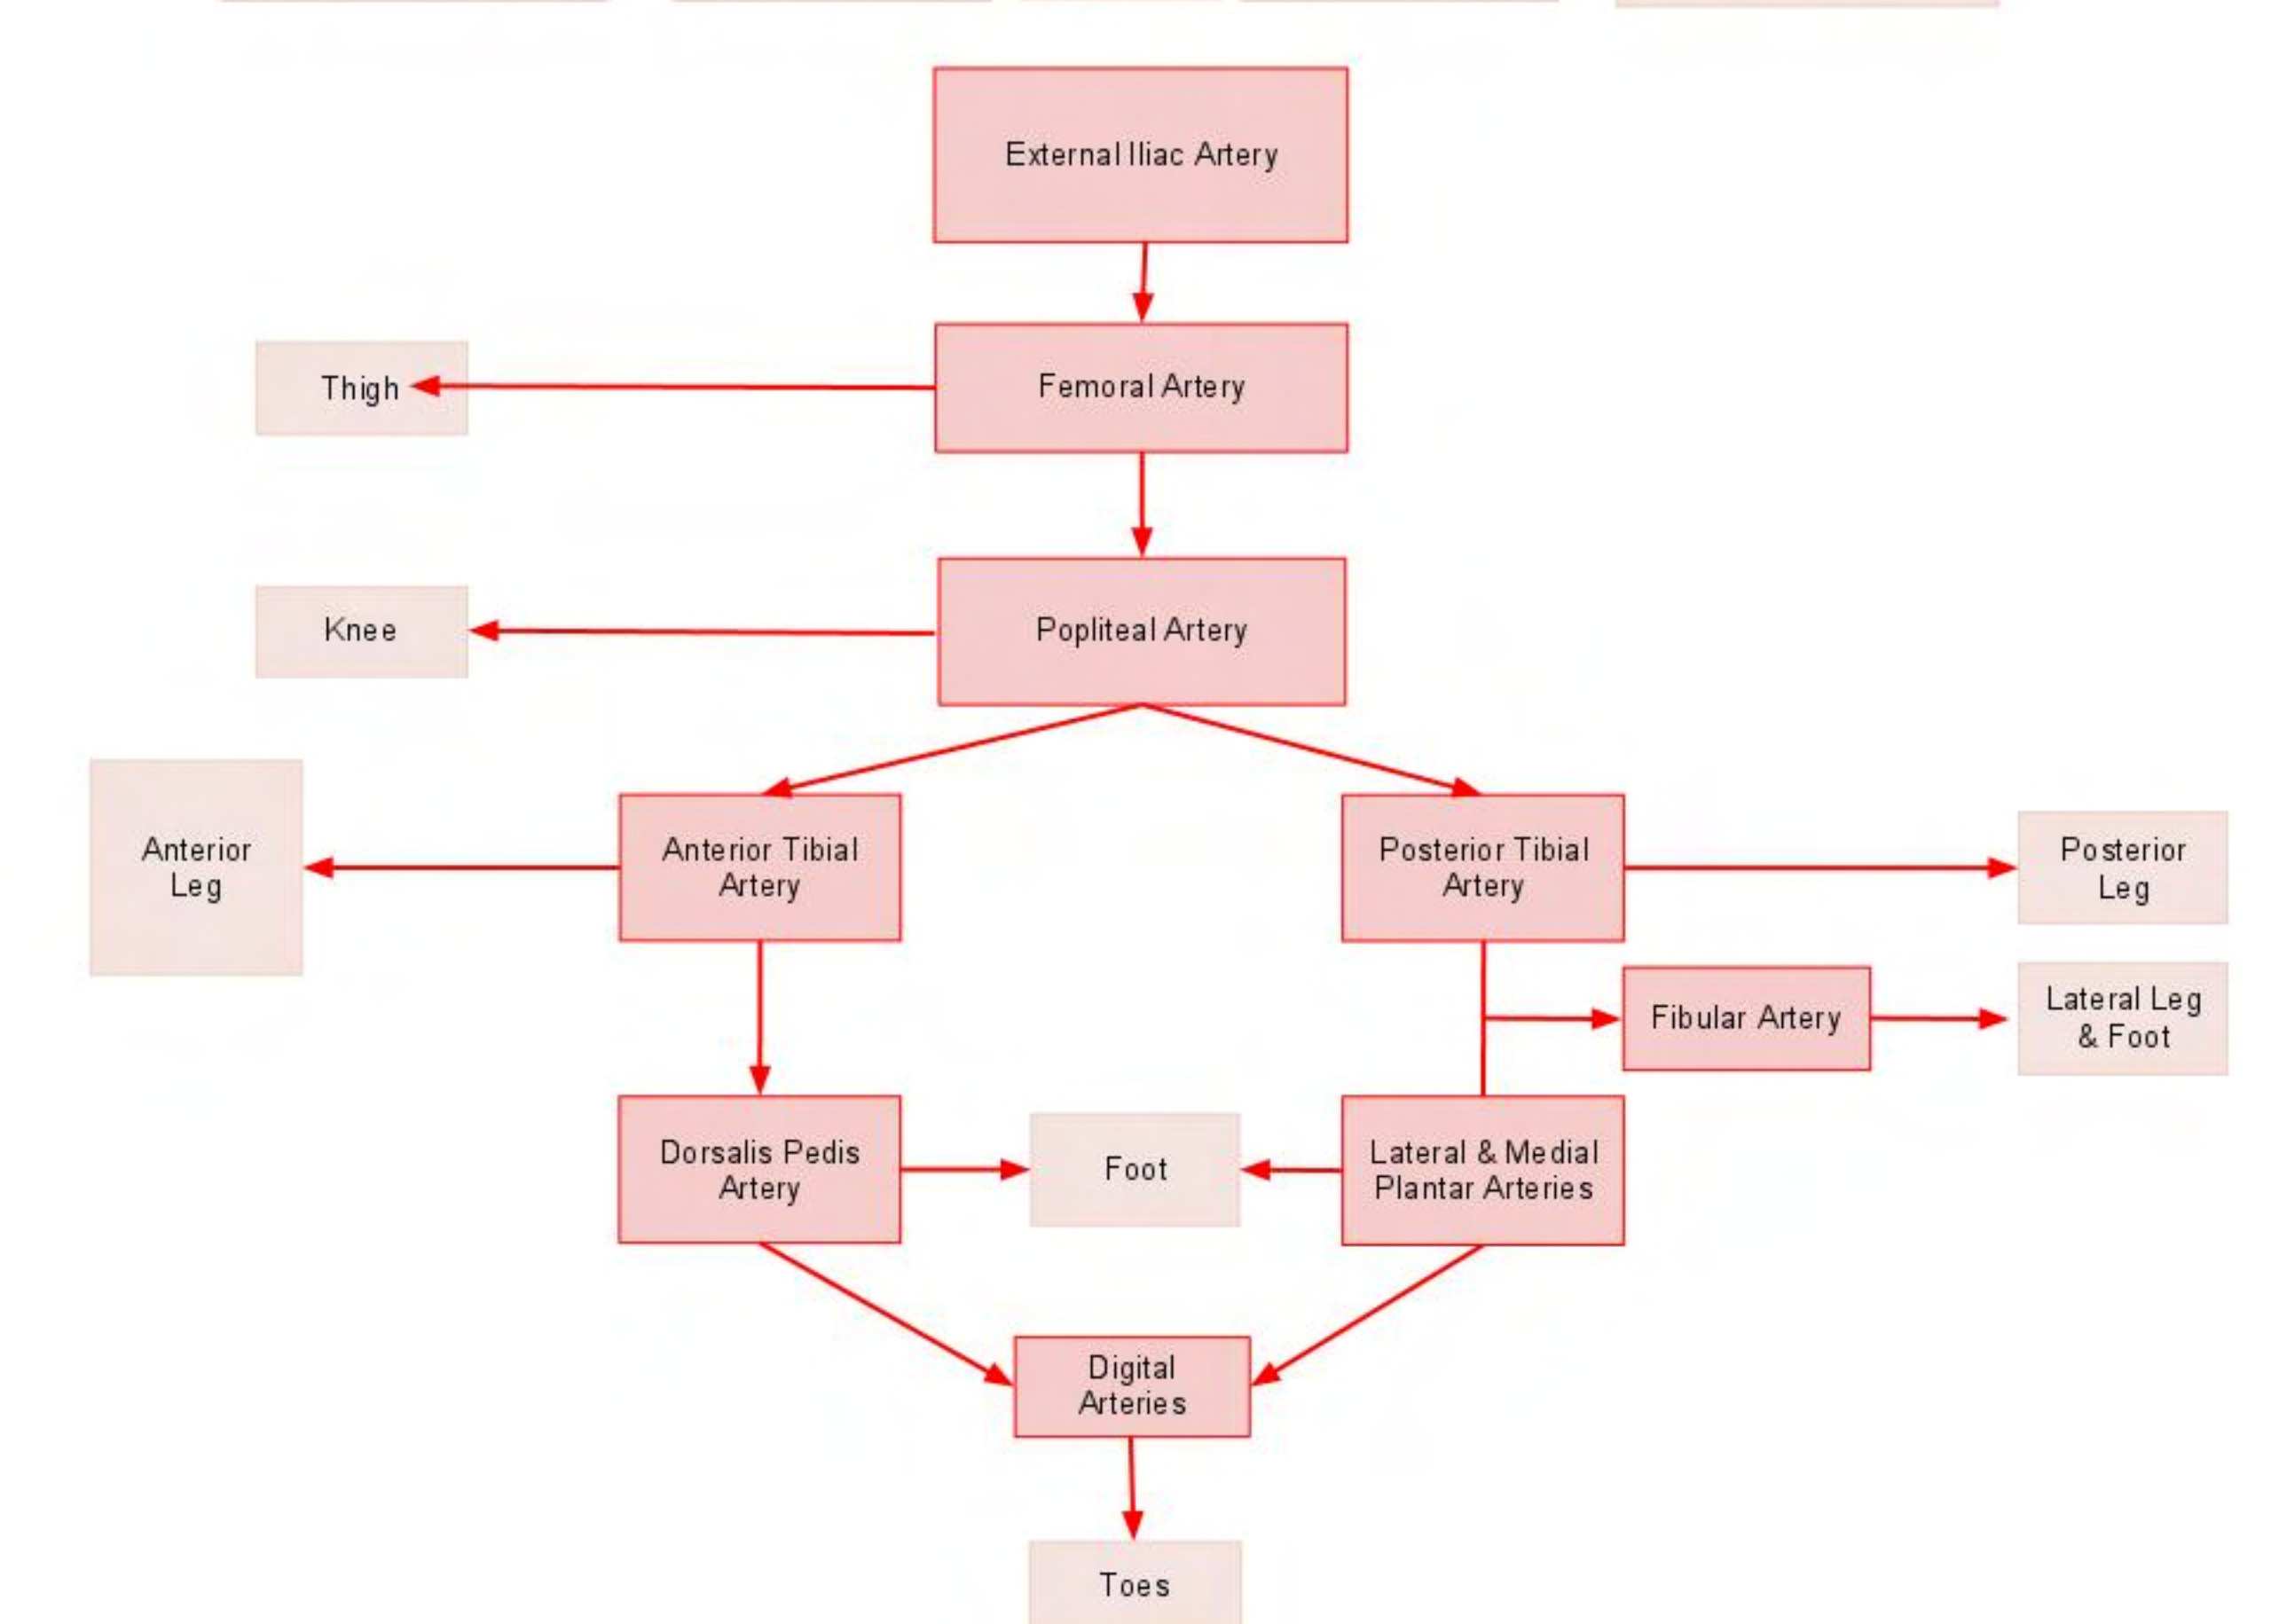 External Iliac Artery
Thigh
Femoral Artery
Knee
Popliteal Artery
Anterior
Leg
Anterior Tibial
Artery
Posterior Tibial
Artery
Posterior
Leg
Fibular Artery
Lateral Leg
& Foot
Dorsalis Pedis
Artery
Foot
Lateral & Medial
Plantar Arteries
Digital
Arteries
Toes